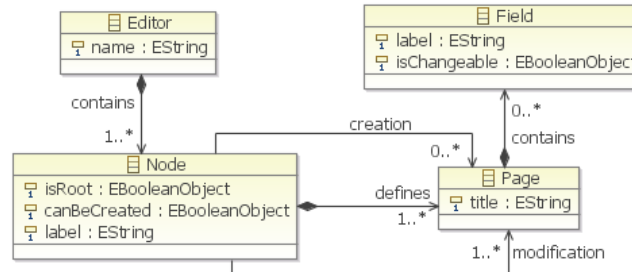 Editor
name : EString
Field
label : EString
isChangeable : EBooleanObject
contains
1..*
0..*
contains
creation
0..*
Node
isRoot : EBooleanObject
canBeCreated : EBooleanObject
label : EString
defines
1..*
Page
title : EString
1..*
modification